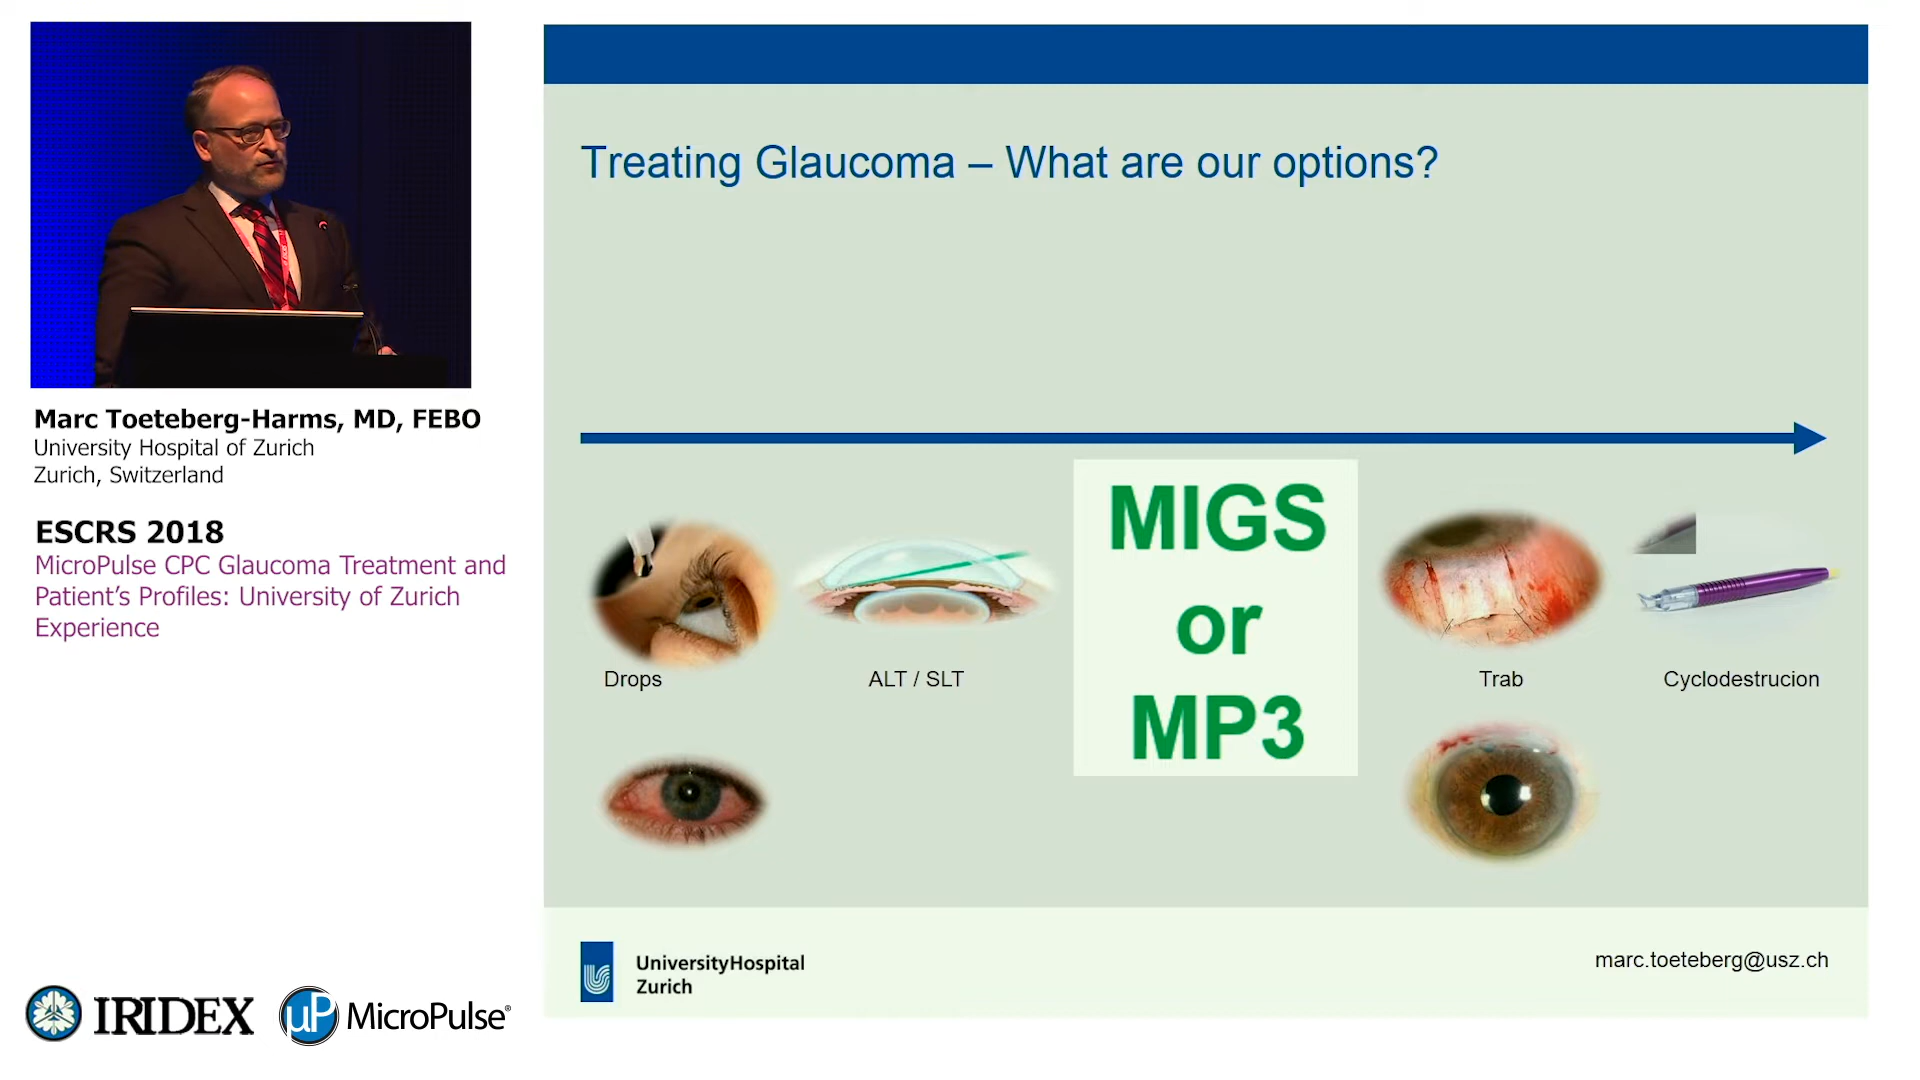 Marc Toeteberg-Harms, MD, FEBO
University Hospital of Zurich
Zurich, Switzerland
ESCRS 2018
MicroPulse CPC Glaucoma Treatment and
Patient’s Profiles: University of Zurich
Experience
IRIDEX
µP MicroPulse®
Treating Glaucoma – What are our options?
MIGS
or
MP3
Drops
ALT / SLT
Trab
Cyclodestrucion
UniversityHospital
Zurich
marc.toeteberg@usz.ch